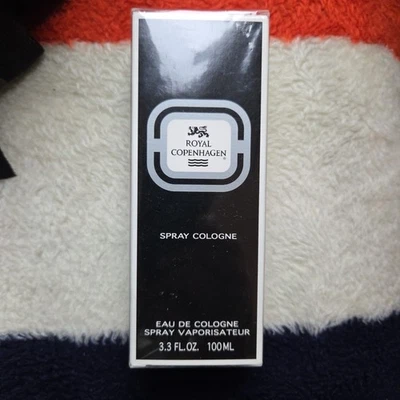 ROYAL
COPENHAGEN
SPRAY COLOGNE
EAU DE COLOGNE
SPRAY VAPORISATEUR
3.3 FL.OZ. 100ML